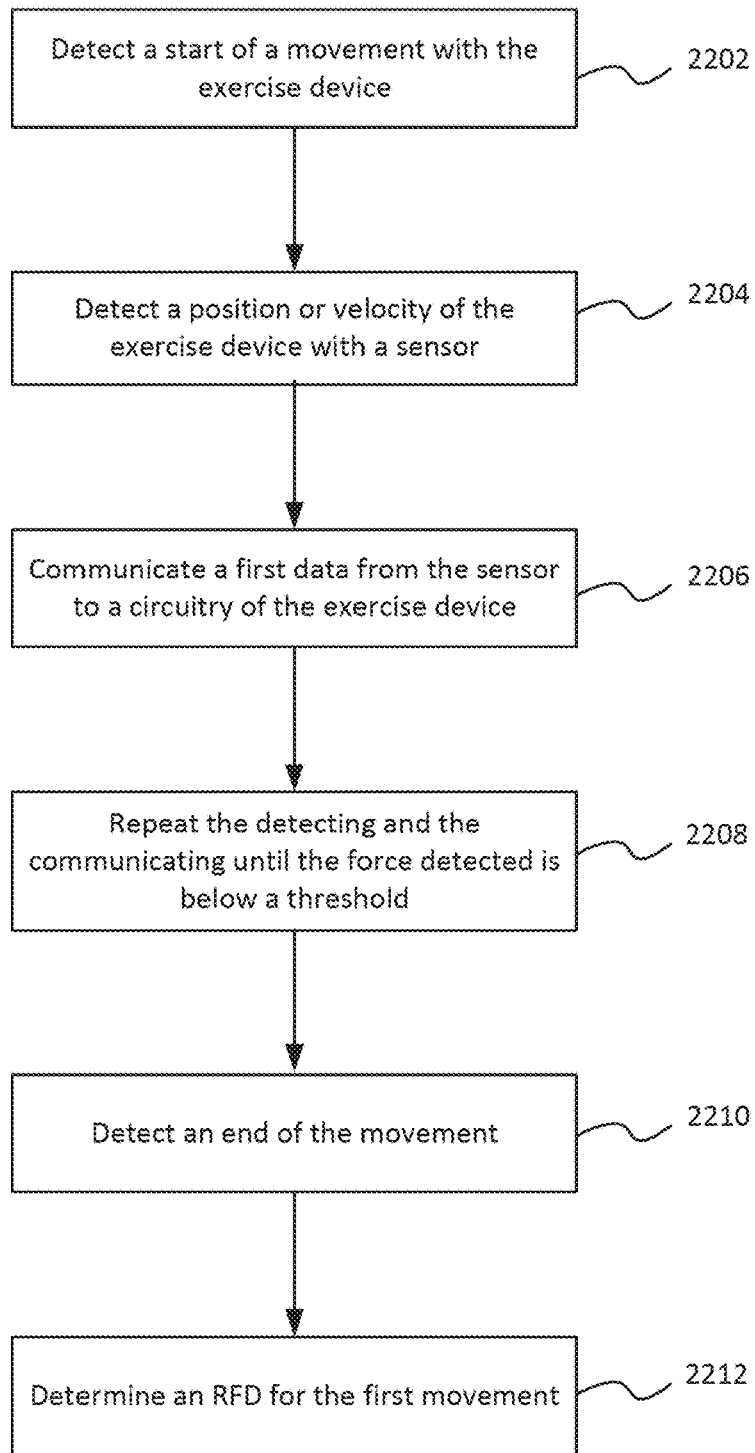 Detect a start of a movement with the
exercise device
2202
Detect a position or velocity of the
exercise device with a sensor
2204
Communicate a first data from the sensor
to a circuitry of the exercise device
2206
Repeat the detecting and the
communicating until the force detected is
below a threshold
2208
Detect an end of the movement
2210
Determine an RFD for the first movement
2212